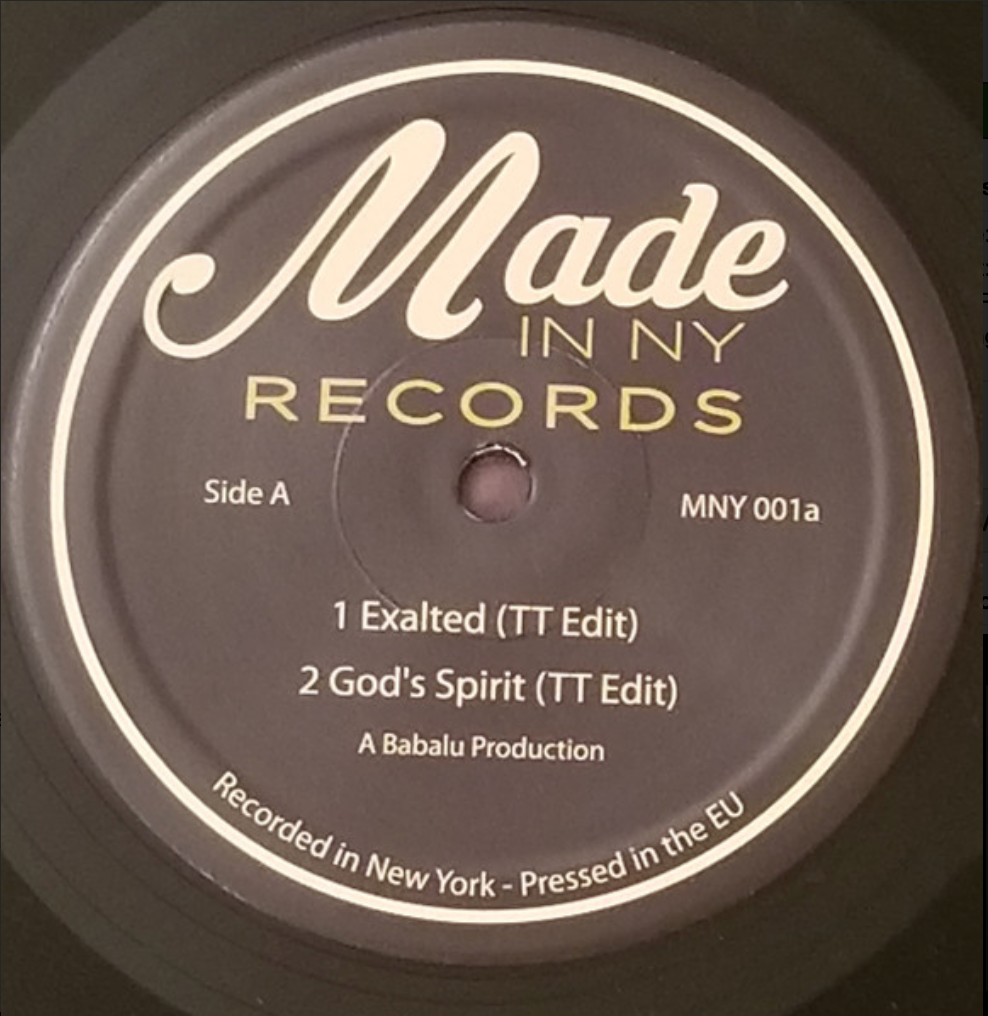 Made
IN NY
RECORDS
Side A
MNY 001a
1 Exalted (TT Edit)
2 God's Spirit (TT Edit)
A Babalu Production
Recorded in New York - Pressed in the EU